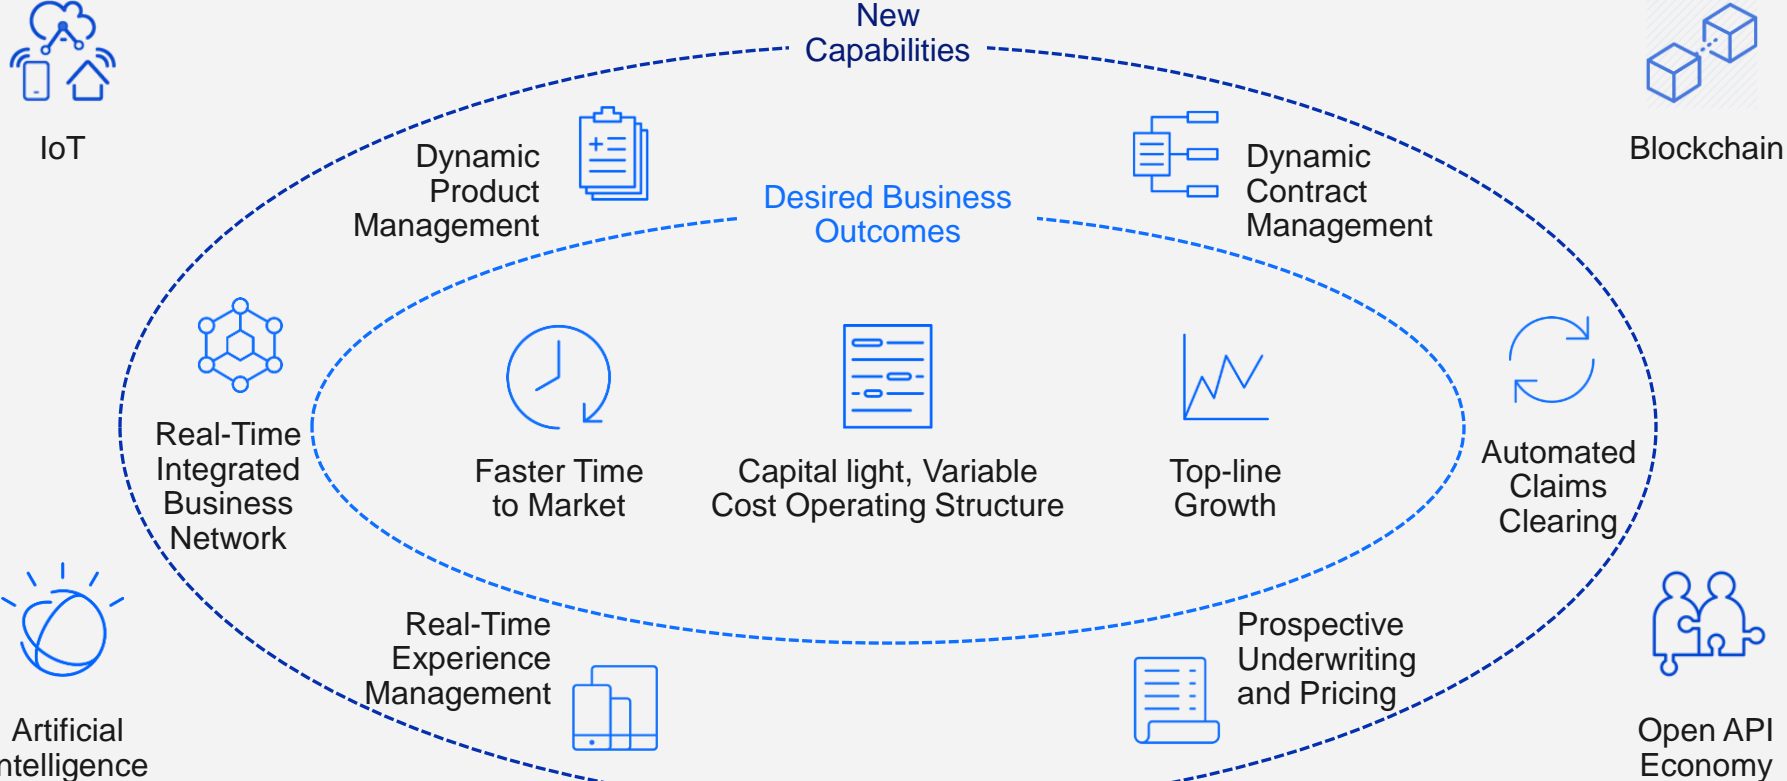 New
Capabilities
IoT
Blockchain
Dynamic
Product
Management
Dynamic
Contract
Management
Desired Business
Outcomes
Real-Time
Integrated
Business
Network
Faster Time
to Market
Capital light, Variable
Cost Operating Structure
Top-line
Growth
Automated
Claims
Clearing
Real-Time
Experience
Management
Prospective
Underwriting
and Pricing
Artificial
ntelligence
Open API
Economy